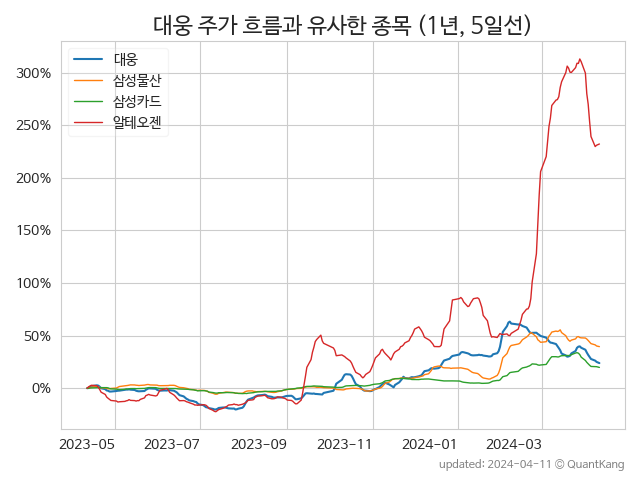 대웅 주가 흐름과 유사한 종목 (1년, 5일선)
대웅
삼성물산
삼성카드
알테오젠
300%
250%
200%
150%
100%
50%
0%
2023-05 2023-07 2023-09 2023-11 2024-01 2024-03
updated: 2024-04-11 © QuantKang